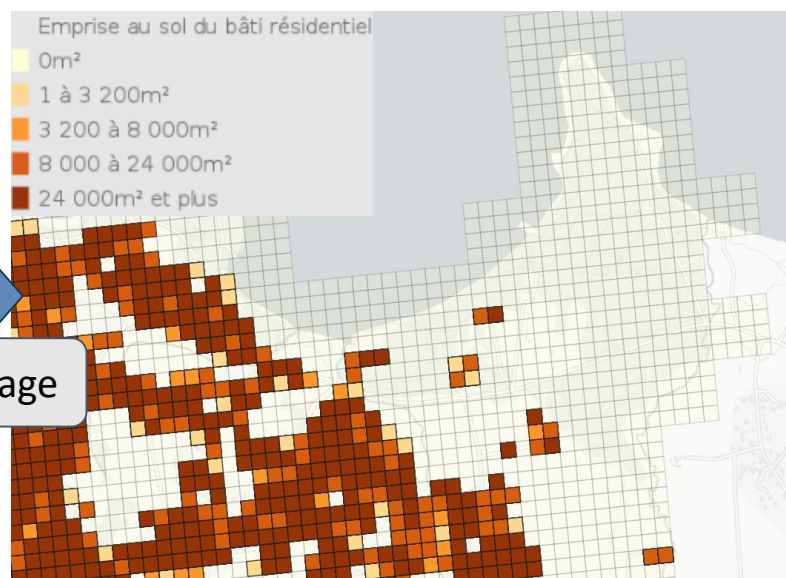 Emprise au sol du bâti résidentiel
0m²
1 à 3 200m²
3 200 à 8 000m²
8 000 à 24 000m²
24 000m² et plus
age